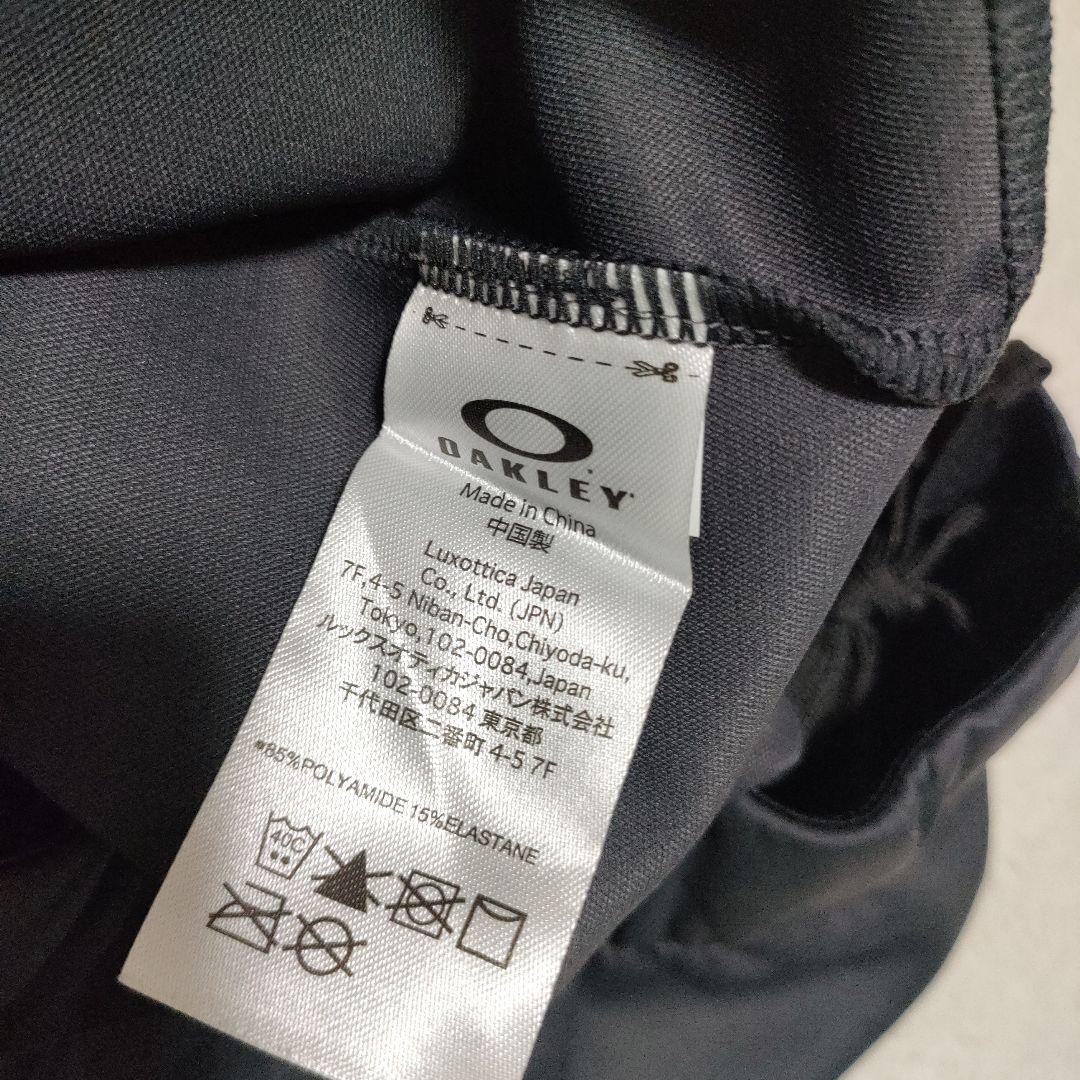 OAKLEY
Made in China
中国製
Luxottica Japan
Co., Ltd. (JPN)
7F,4-5 Niban-Cho,Chiyoda-ku,
Tokyo,102-0084,Japan
ルックスオティカジャパン株式会社
102-0084 東京都
千代田区二番町 4-5 7F
*85%POLYAMIDE 15%ELASTANE
40C